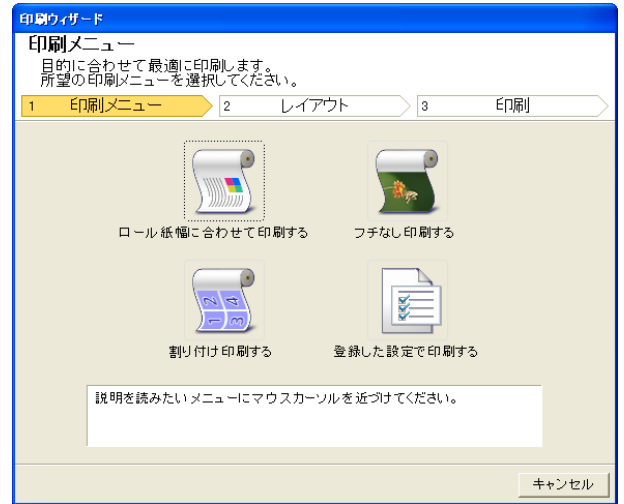 印刷ウィザード
印刷メニュー
目的に合わせて最適に印刷します。
所望の印刷メニューを選択してください。
1 印刷メニュー 2 レイアウト 3 印刷
ロール紙幅に合わせて印刷する フチなし印刷する
1 2 3 4
割り付け印刷する 登録した設定で印刷する
説明を読みたいメニューにマウスカーソルを近づけてください。
キャンセル